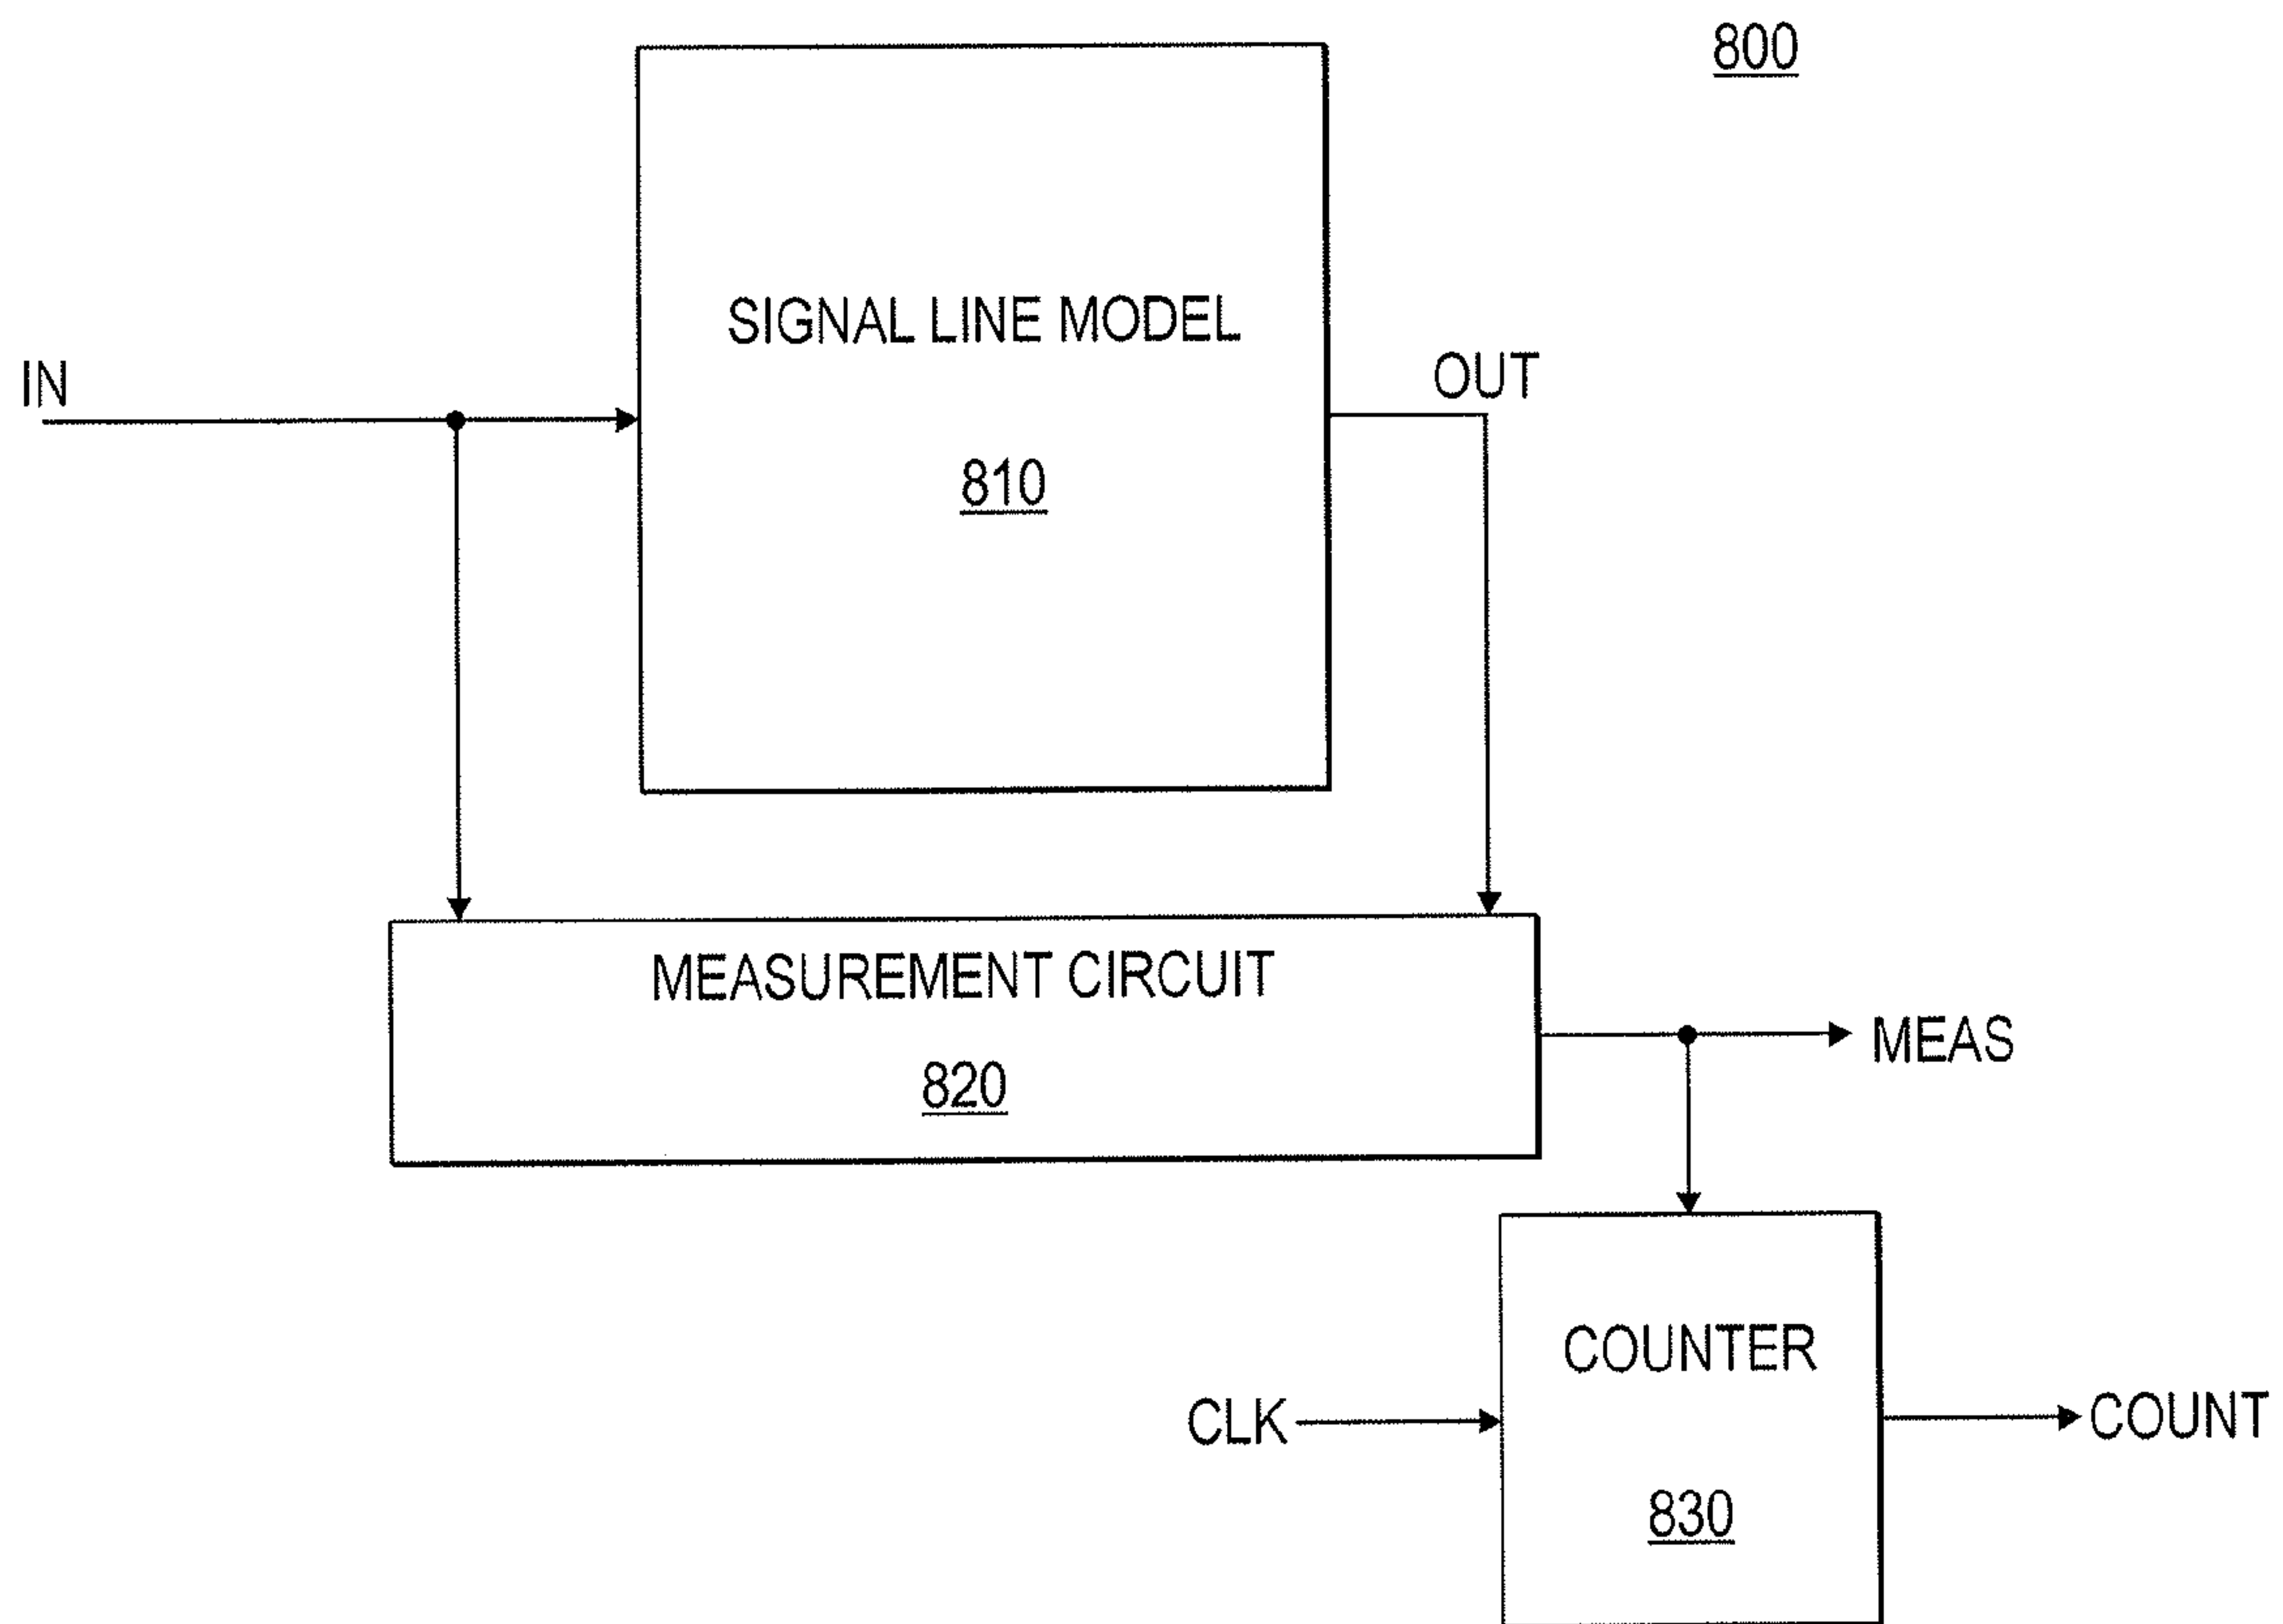 800
SIGNAL LINE MODEL
810
IN
OUT
MEASUREMENT CIRCUIT
820
MEAS
COUNTER
830
CLK
COUNT